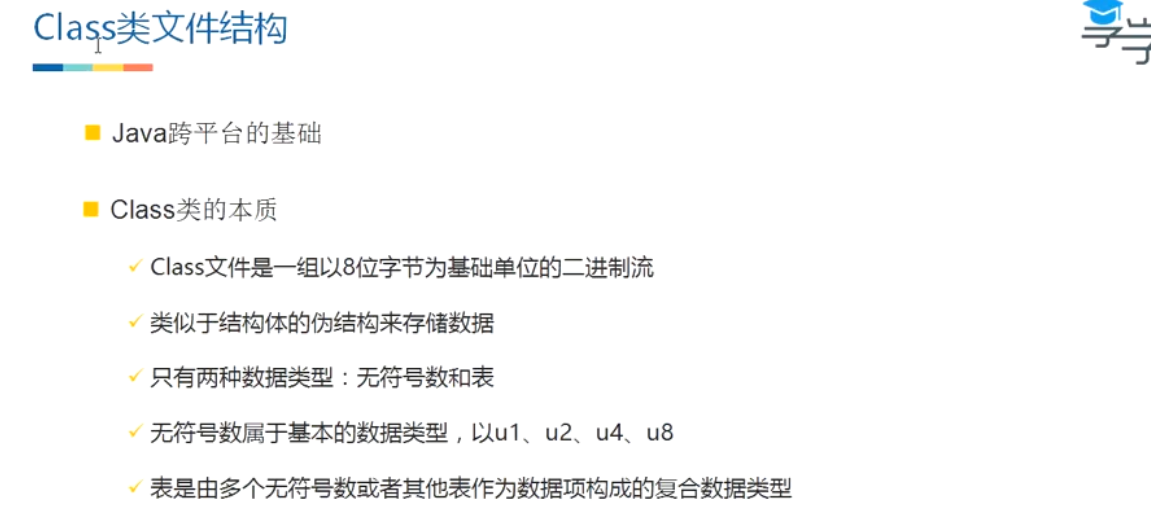 Class类文件结构
Java跨平台的基础
Class类的本质
Class文件是一组以8位字节为基础单位的二进制流
类似于结构体的伪结构来存储数据
只有两种数据类型：无符号数和表
无符号数属于基本的数据类型，以u1、u2、u4、u8
表是由多个无符号数或者其他表作为数据项构成的复合数据类型